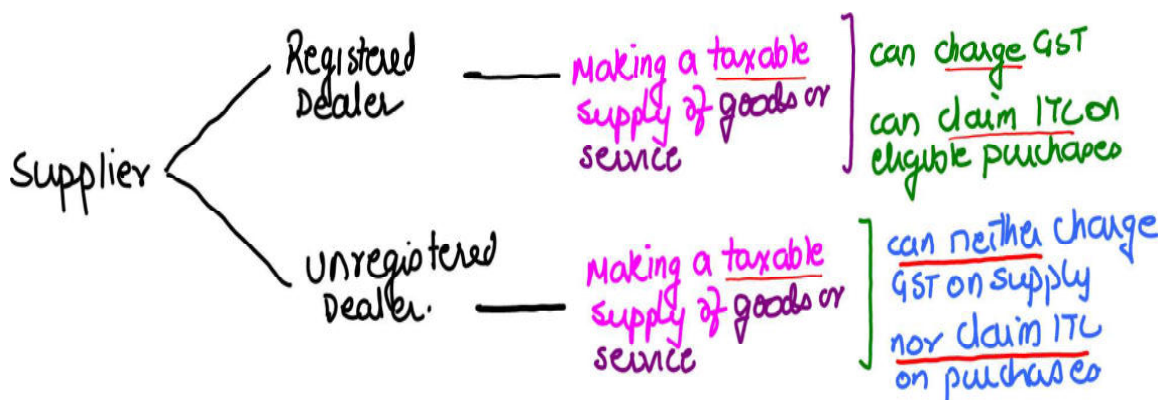 Supplier
Registered
Dealer
Making a taxable
supply of goods or
service
can charge GST
can claim ITC on
eligible purchases
Unregistered
Dealer.
Making a taxable
supply of goods or
service
can neither charge
GST on supply
nor claim ITC
on purchases